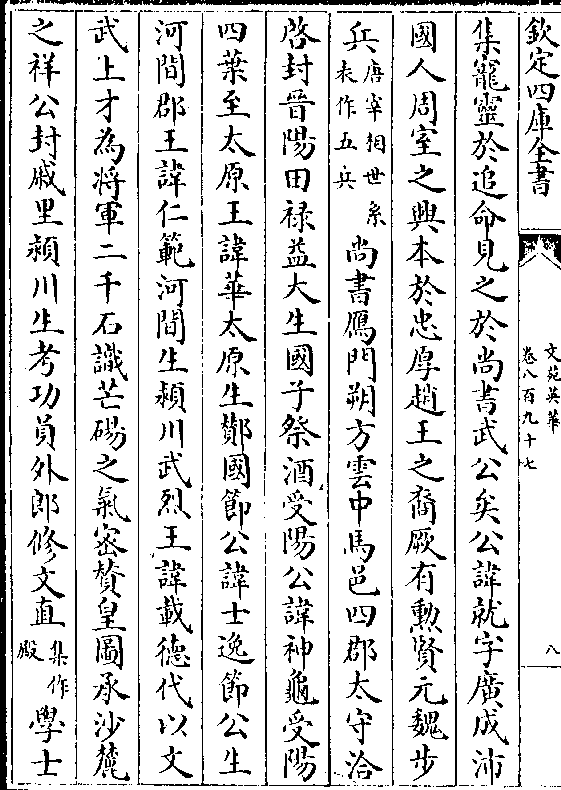 欽定四庫全書
文苑英華
卷八百九十七
八
集寵靈於追命見之於尚書武公矣公諱就字廣成沛
國人周室之興本於忠厚趙王之裔厥有勲賢元魏步
兵唐宰相世系表作五兵尚書鴈門朔方雲中馬邑四郡太守洽
啓封晉陽田禄益大生國子祭酒受陽公諱神龜受陽
四葉至太原王諱華太原生鄼國節公諱士逸節公生
河間郡王諱仁範河間生潁川武烈王諱載德代以文
武上才為將軍二千石識芒碭之氣密賛皇圖承沙麓
之祥公封戚里潁川生考功員外郎修文直集作殿學士